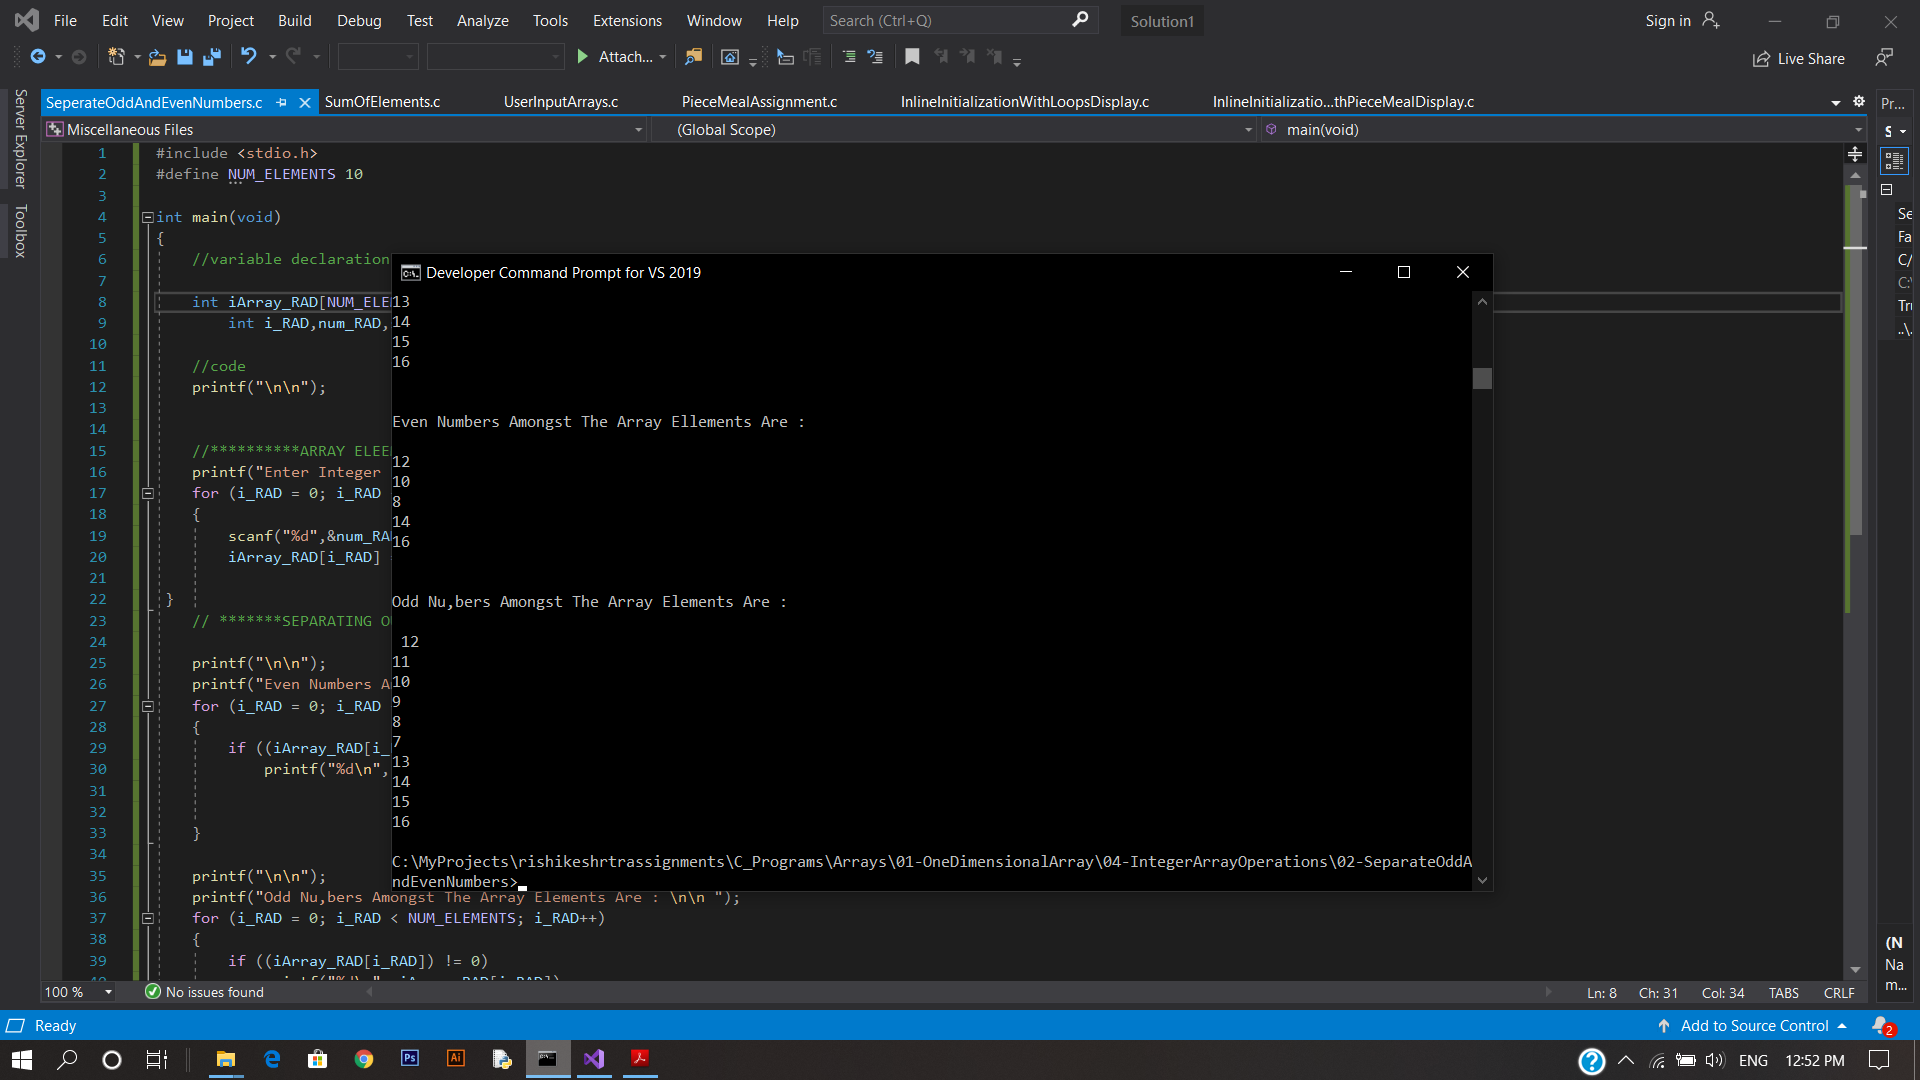 File Edit View Project Build Debug Test Analyze Tools Extensions Window Help Search (Ctrl+Q) Solution1 Sign in
Attach... Live Share
SeperateOddAndEvenNumbers.c SumOfElements.c UserInputArrays.c PieceMealAssignment.c InlineInitializationWithLoopsDisplay.c InlineInitializatio...thPieceMealDisplay.c Pr...
Server Explorer
Toolbox
Miscellaneous Files (Global Scope) main(void)
1 #include <stdio.h>
2 #define NUM_ELEMENTS 10
3
4 int main(void)
5 {
6 //variable declaration
7
8 int iArray_RAD[NUM_ELE
9 int i_RAD,num_RAD,
10
11 //code
12 printf("\n\n");
13
14
15 //**********ARRAY ELEE
16 printf("Enter Integer
17 for (i_RAD = 0; i_RAD
18 {
19 scanf("%d",&num_RA
20 iArray_RAD[i_RAD]
21
22 }
23 // *******SEPARATING O
24
25 printf("\n\n");
26 printf("Even Numbers A
27 for (i_RAD = 0; i_RAD
28 {
29 if ((iArray_RAD[i_
30 printf("%d\n",
31
32
33 }
34
35 printf("\n\n");
36 printf("Odd Nu,bers Amongst The Array Elements Are : \n\n ");
37 for (i_RAD = 0; i_RAD < NUM_ELEMENTS; i_RAD++)
38 {
39 if ((iArray_RAD[i_RAD]) != 0)
Developer Command Prompt for VS 2019
13
14
15
16
Even Numbers Amongst The Array Ellements Are :
12
10
8
14
16
Odd Nu,bers Amongst The Array Elements Are :
12
11
10
9
8
7
13
14
15
16
C:\MyProjects\rishikeshrtrassignments\C_Programs\Arrays\01-OneDimensionalArray\04-IntegerArrayOperations\02-SeparateOddA
ndEvenNumbers>
S
Se
Fa
C/
C:\
Tru
..\.
(N
Na
m...
100 % No issues found Ln: 8 Ch: 31 Col: 34 TABS CRLF
Ready Add to Source Control 2
Ps Ai ENG 12:52 PM